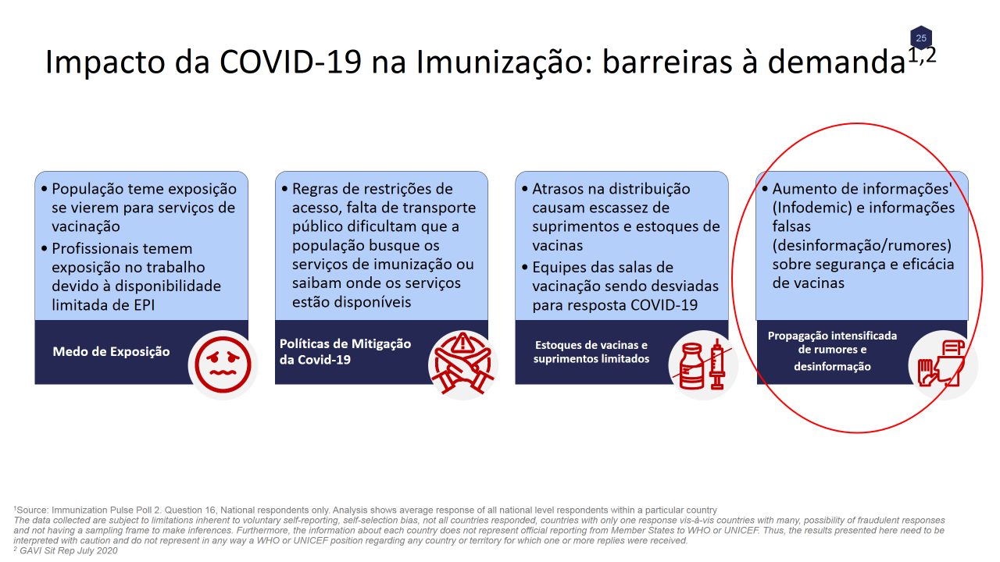 25
Impacto da COVID-19 na Imunização: barreiras à demanda1,2
• População teme exposição
se vierem para serviços de
vacinação
• Profissionais temem
exposição no trabalho
devido à disponibilidade
limitada de EPI
Medo de Exposição
• Regras de restrições de
acesso, falta de transporte
público dificultam que a
população busque os
serviços de imunização ou
saibam onde os serviços
estão disponíveis
Políticas de Mitigação
da Covid-19
• Atrasos na distribuição
causam escassez de
suprimentos e estoques de
vacinas
• Equipes das salas de
vacinação sendo desviadas
para resposta COVID-19
Estoques de vacinas e
suprimentos limitados
• Aumento de informações'
(Infodemic) e informações
falsas
(desinformação/rumores)
sobre segurança e eficácia
de vacinas
Propagação intensificada
de rumores e
desinformação
1Source: Immunization Pulse Poll 2. Question 16, National respondents only. Analysis shows average response of all national level respondents within a particular country
The data collected are subject to limitations inherent to voluntary self-reporting, self-selection bias, not all countries responded, countries with only one response vis-à-vis countries with many, possibility of fraudulent responses
and not having a sampling frame to make inferences. Furthermore, the information about each country does not represent official reporting from Member States to WHO or UNICEF. Thus, the results presented here need to be
interpreted with caution and do not represent in any way a WHO or UNICEF position regarding any country or territory for which one or more replies were received.
2 GAVI Sit Rep July 2020